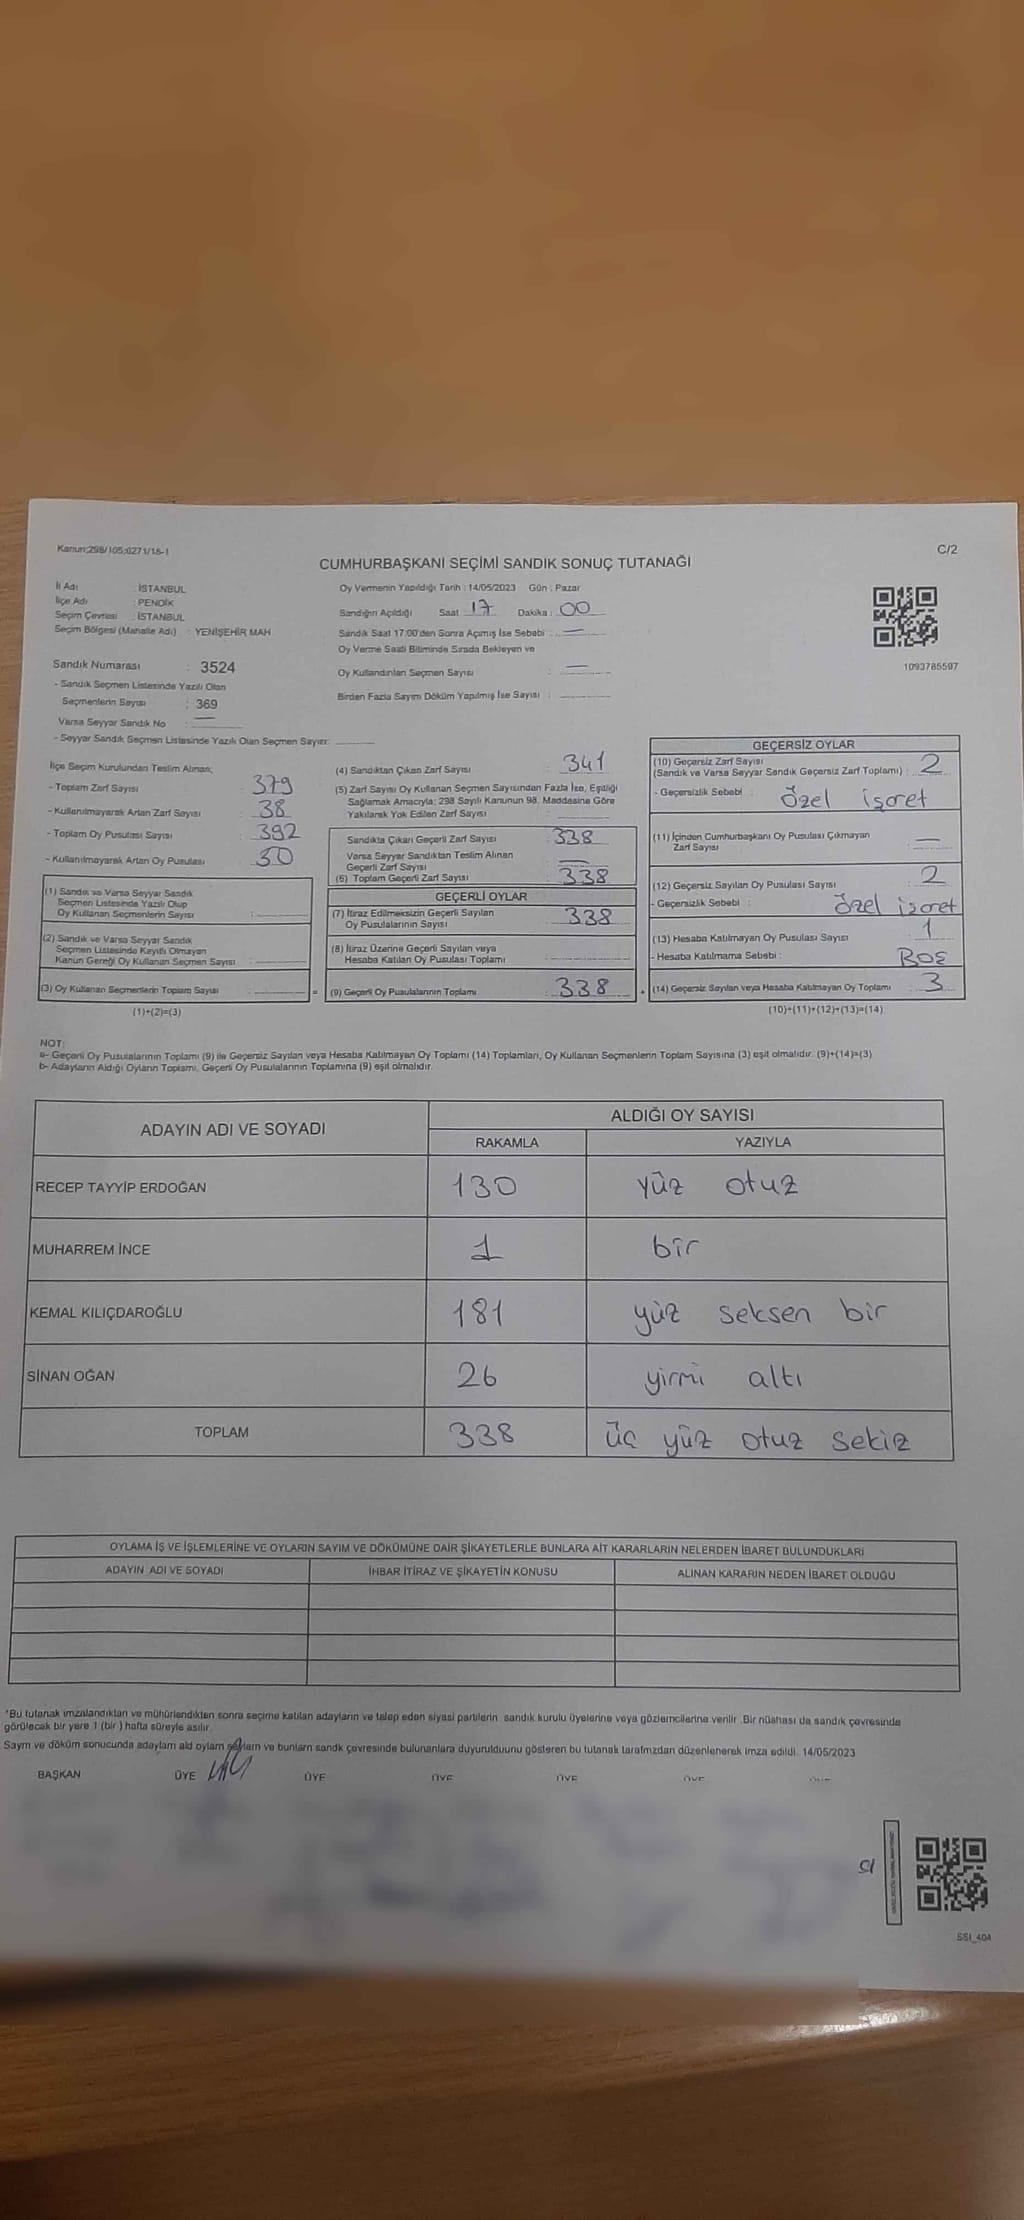 Kanun:298/105;6271/18-1
C/2
CUMHURBAŞKANI SEÇİMİ SANDIK SONUÇ TUTANAĞI
İl Adı : İSTANBUL
İlçe Adı : PENDİK
Seçim Çevresi : İSTANBUL
Seçim Bölgesi (Mahalle Adı) : YENİŞEHİR MAH
Oy Vermenin Yapıldığı Tarih : 14/05/2023 Gün : Pazar
Sandığın Açıldığı Saat : 17 Dakika : 00
Sandık Saat 17:00'den Sonra Açımış İse Sebebi : —
Oy Verme Saati Bitiminde Sırada Bekleyen ve
Oy Kullandırılan Seçmen Sayısı : —
Birden Fazla Sayım Döküm Yapılmış İse Sayısı :
1093785597
Sandık Numarası : 3524
- Sandık Seçmen Listesinde Yazılı Olan
Seçmenlerin Sayısı : 369
Varsa Seyyar Sandık No : —
- Seyyar Sandık Seçmen Listesinde Yazılı Olan Seçmen Sayısı:
İlçe Seçim Kurulundan Teslim Alınan;
- Toplam Zarf Sayısı : 379
- Kullanılmayarak Artan Zarf Sayısı : 38
- Toplam Oy Pusulası Sayısı : 392
- Kullanılmayarak Artan Oy Pusulası : 50
(1) Sandık ve Varsa Seyyar Sandık
Seçmen Listesinde Yazılı Olup
Oy Kullanan Seçmenlerin Sayısı :
(2) Sandık ve Varsa Seyyar Sandık
Seçmen Listesinde Kayıtlı Olmayan
Kanun Gereği Oy Kullanan Seçmen Sayısı :
(3) Oy Kullanan Seçmenlerin Toplam Sayısı : =
(1)+(2)=(3)
(4) Sandıktan Çıkan Zarf Sayısı : 341
(5) Zarf Sayısı Oy Kullanan Seçmen Sayısından Fazla İse, Eşitliği
Sağlamak Amacıyla; 298 Sayılı Kanunun 98. Maddesine Göre
Yakılarak Yok Edilen Zarf Sayısı :
Sandıkta Çıkan Geçerli Zarf Sayısı : 338
Varsa Seyyar Sandıktan Teslim Alınan
Geçerli Zarf Sayısı : —
(6) Toplam Geçerli Zarf Sayısı : 338
GEÇERLİ OYLAR
(7) İtiraz Edilmeksizin Geçerli Sayılan
Oy Pusulalarının Sayısı : 338
(8) İtiraz Üzerine Geçerli Sayılan veya
Hesaba Katılan Oy Pusulası Toplamı :
(9) Geçerli Oy Pusulalarının Toplamı : 338 +
GEÇERSİZ OYLAR
(10) Geçersiz Zarf Sayısı
(Sandık ve Varsa Seyyar Sandık Geçersiz Zarf Toplamı) : 2
- Geçersizlik Sebebi : Özel işaret
(11) İçinden Cumhurbaşkanı Oy Pusulası Çıkmayan
Zarf Sayısı : —
(12) Geçersiz Sayılan Oy Pusulası Sayısı : 2
- Geçersizlik Sebebi : Özel işaret
(13) Hesaba Katılmayan Oy Pusulası Sayısı : 1
- Hesaba Katılmama Sebebi : BOŞ
(14) Geçersiz Sayılan veya Hesaba Katılmayan Oy Toplamı : 3
(10)+(11)+(12)+(13)=(14)
NOT:
a- Geçerli Oy Pusulalarının Toplamı (9) ile Geçersiz Sayılan veya Hesaba Katılmayan Oy Toplamı (14) Toplamları, Oy Kullanan Seçmenlerin Toplam Sayısına (3) eşit olmalıdır. (9)+(14)=(3)
b- Adayların Aldığı Oyların Toplamı, Geçerli Oy Pusulalarının Toplamına (9) eşit olmalıdır.
ADAYIN ADI VE SOYADI
ALDIĞI OY SAYISI
RAKAMLA YAZIYLA
RECEP TAYYİP ERDOĞAN 130 yüz otuz
MUHARREM İNCE 1 bir
KEMAL KILIÇDAROĞLU 181 yüz seksen bir
SİNAN OĞAN 26 yirmi altı
TOPLAM 338 üç yüz otuz sekiz
OYLAMA İŞ VE İŞLEMLERİNE VE OYLARIN SAYIM VE DÖKÜMÜNE DAİR ŞİKAYETLERLE BUNLARA AİT KARARLARIN NELERDEN İBARET BULUNDUKLARI
ADAYIN ADI VE SOYADI İHBAR İTİRAZ VE ŞİKAYETİN KONUSU ALINAN KARARIN NEDEN İBARET OLDUĞU
*Bu tutanak imzalandıktan ve mühürlendikten sonra seçime katılan adayların ve talep eden siyasi partilerin sandık kurulu üyelerine veya gözlemcilerina verilir .Bir nüshası da sandık çevresinde
görülecek bir yere 1 (bir ) hafta süreyle asılır.
Sayım ve döküm sonucunda adayların ald oyların sayların ve bunların sandk çevresinde bulunanlara duyurulduunu gösteren bu tutanak tarafmzdan düzenlenerek imza edildi. 14/05/2023
BAŞKAN ÜYE ÜYE ÜYE ÜYE ÜYE ÜYE
SSI_40A